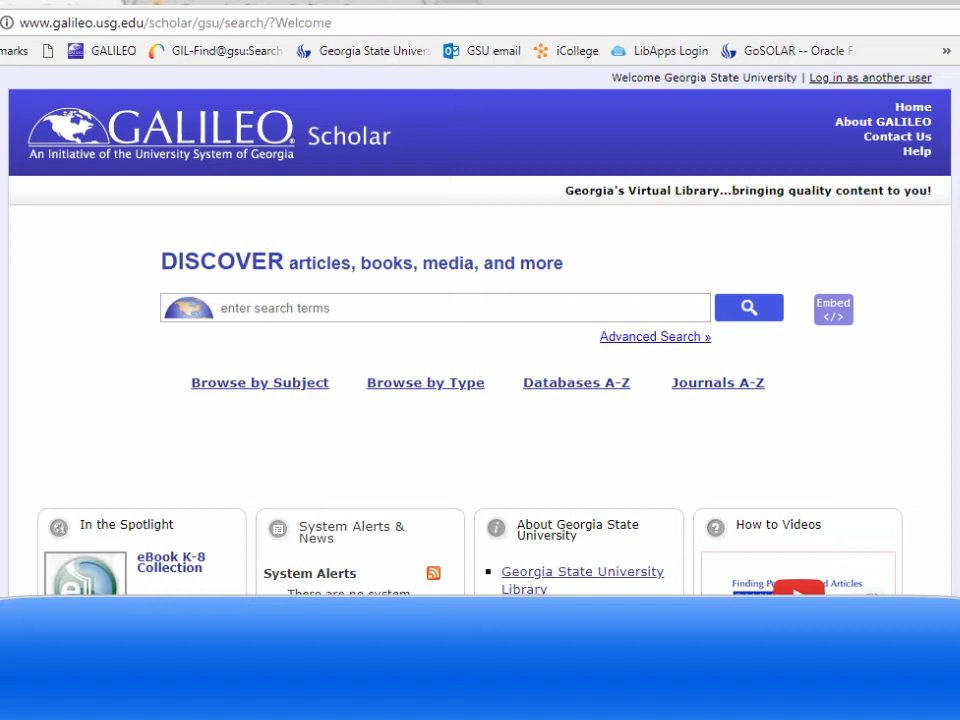 www.galileo.usg.edu/scholar/gsu/search/?Welcome
marks GALILEO GIL-Find@gsu:Search Georgia State Univers GSU email iCollege LibApps Login GoSOLAR -- Oracle F »
Welcome Georgia State University | Log in as another user
GALILEO® Scholar
An Initiative of the University System of Georgia
Home
About GALILEO
Contact Us
Help
Georgia's Virtual Library...bringing quality content to you!
DISCOVER articles, books, media, and more
enter search terms
Embed
</>
Advanced Search »
Browse by Subject Browse by Type Databases A-Z Journals A-Z
In the Spotlight
eBook K-8
Collection
System Alerts &
News
System Alerts
There are no system
About Georgia State
University
Georgia State University
Library
How to Videos
Finding Pe d Articles